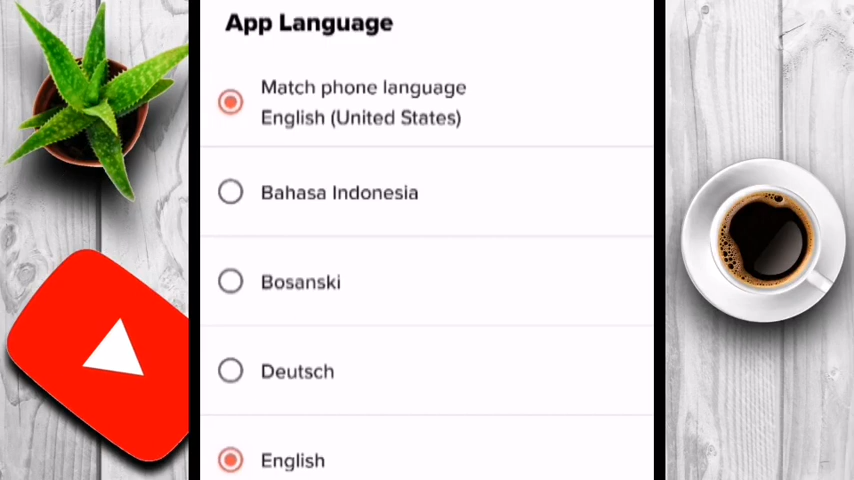 App Language
Match phone language
English (United States)
Bahasa Indonesia
Bosanski
Deutsch
English